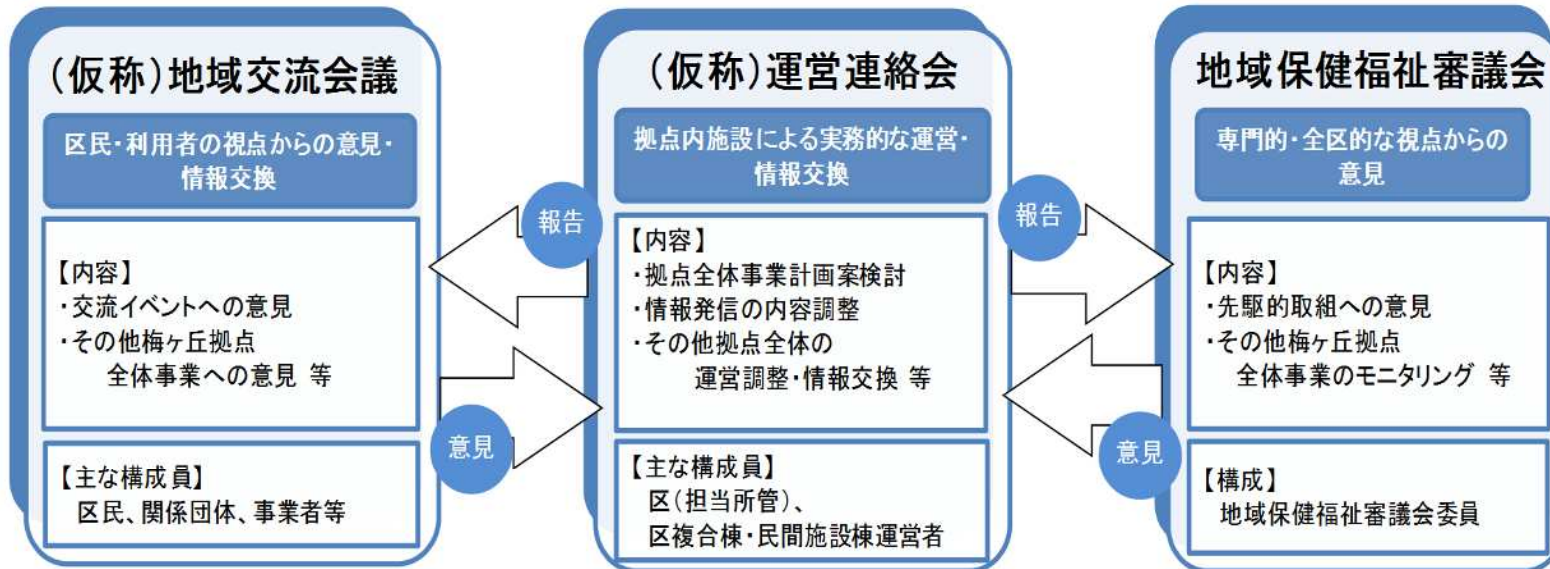 (仮称)地域交流会議
区民・利用者の視点からの意見・
情報交換
【内容】
・交流イベントへの意見
・その他梅ヶ丘拠点
全体事業への意見 等
【主な構成員】
区民、関係団体、事業者等
報告
意見
(仮称)運営連絡会
拠点内施設による実務的な運営・
情報交換
【内容】
・拠点全体事業計画案検討
・情報発信の内容調整
・その他拠点全体の
運営調整・情報交換 等
【主な構成員】
区(担当所管)、
区複合棟・民間施設棟運営者
報告
意見
地域保健福祉審議会
専門的・全区的な視点からの
意見
【内容】
・先駆的取組への意見
・その他梅ヶ丘拠点
全体事業のモニタリング 等
【構成】
地域保健福祉審議会委員